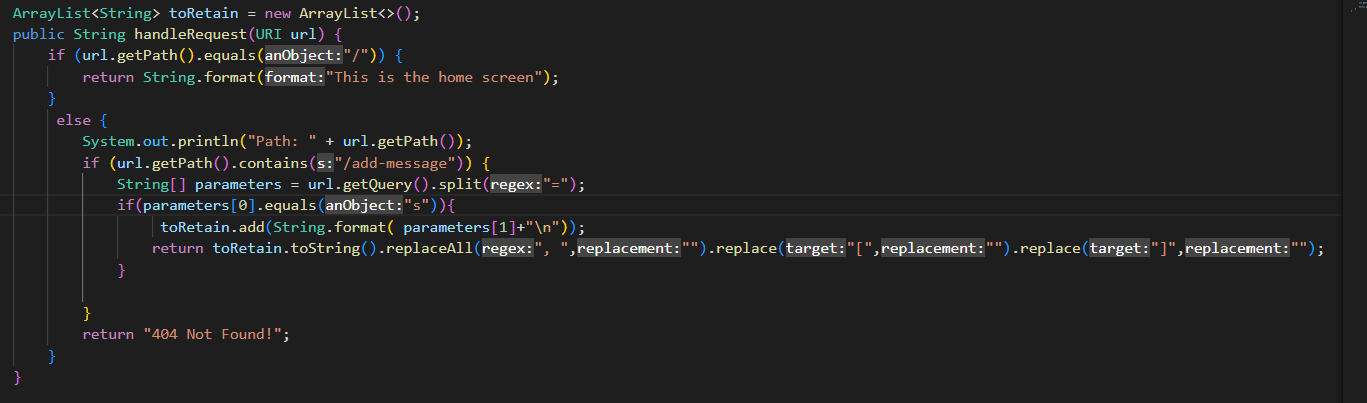 ArrayList<String> toRetain = new ArrayList<>();
public String handleRequest(URI url) {
if (url.getPath().equals(anObject:"/")) {
return String.format(format:"This is the home screen");
}
else {
System.out.println("Path: " + url.getPath());
if (url.getPath().contains(s:"/add-message")) {
String[] parameters = url.getQuery().split(regex:"=");
if(parameters[0].equals(anObject:"s")){
toRetain.add(String.format( parameters[1]+"\n"));
return toRetain.toString().replaceAll(regex:", ",replacement:"").replace(target:"[",replacement:"").replace(target:"]",replacement:"");
}
}
return "404 Not Found!";
}
}